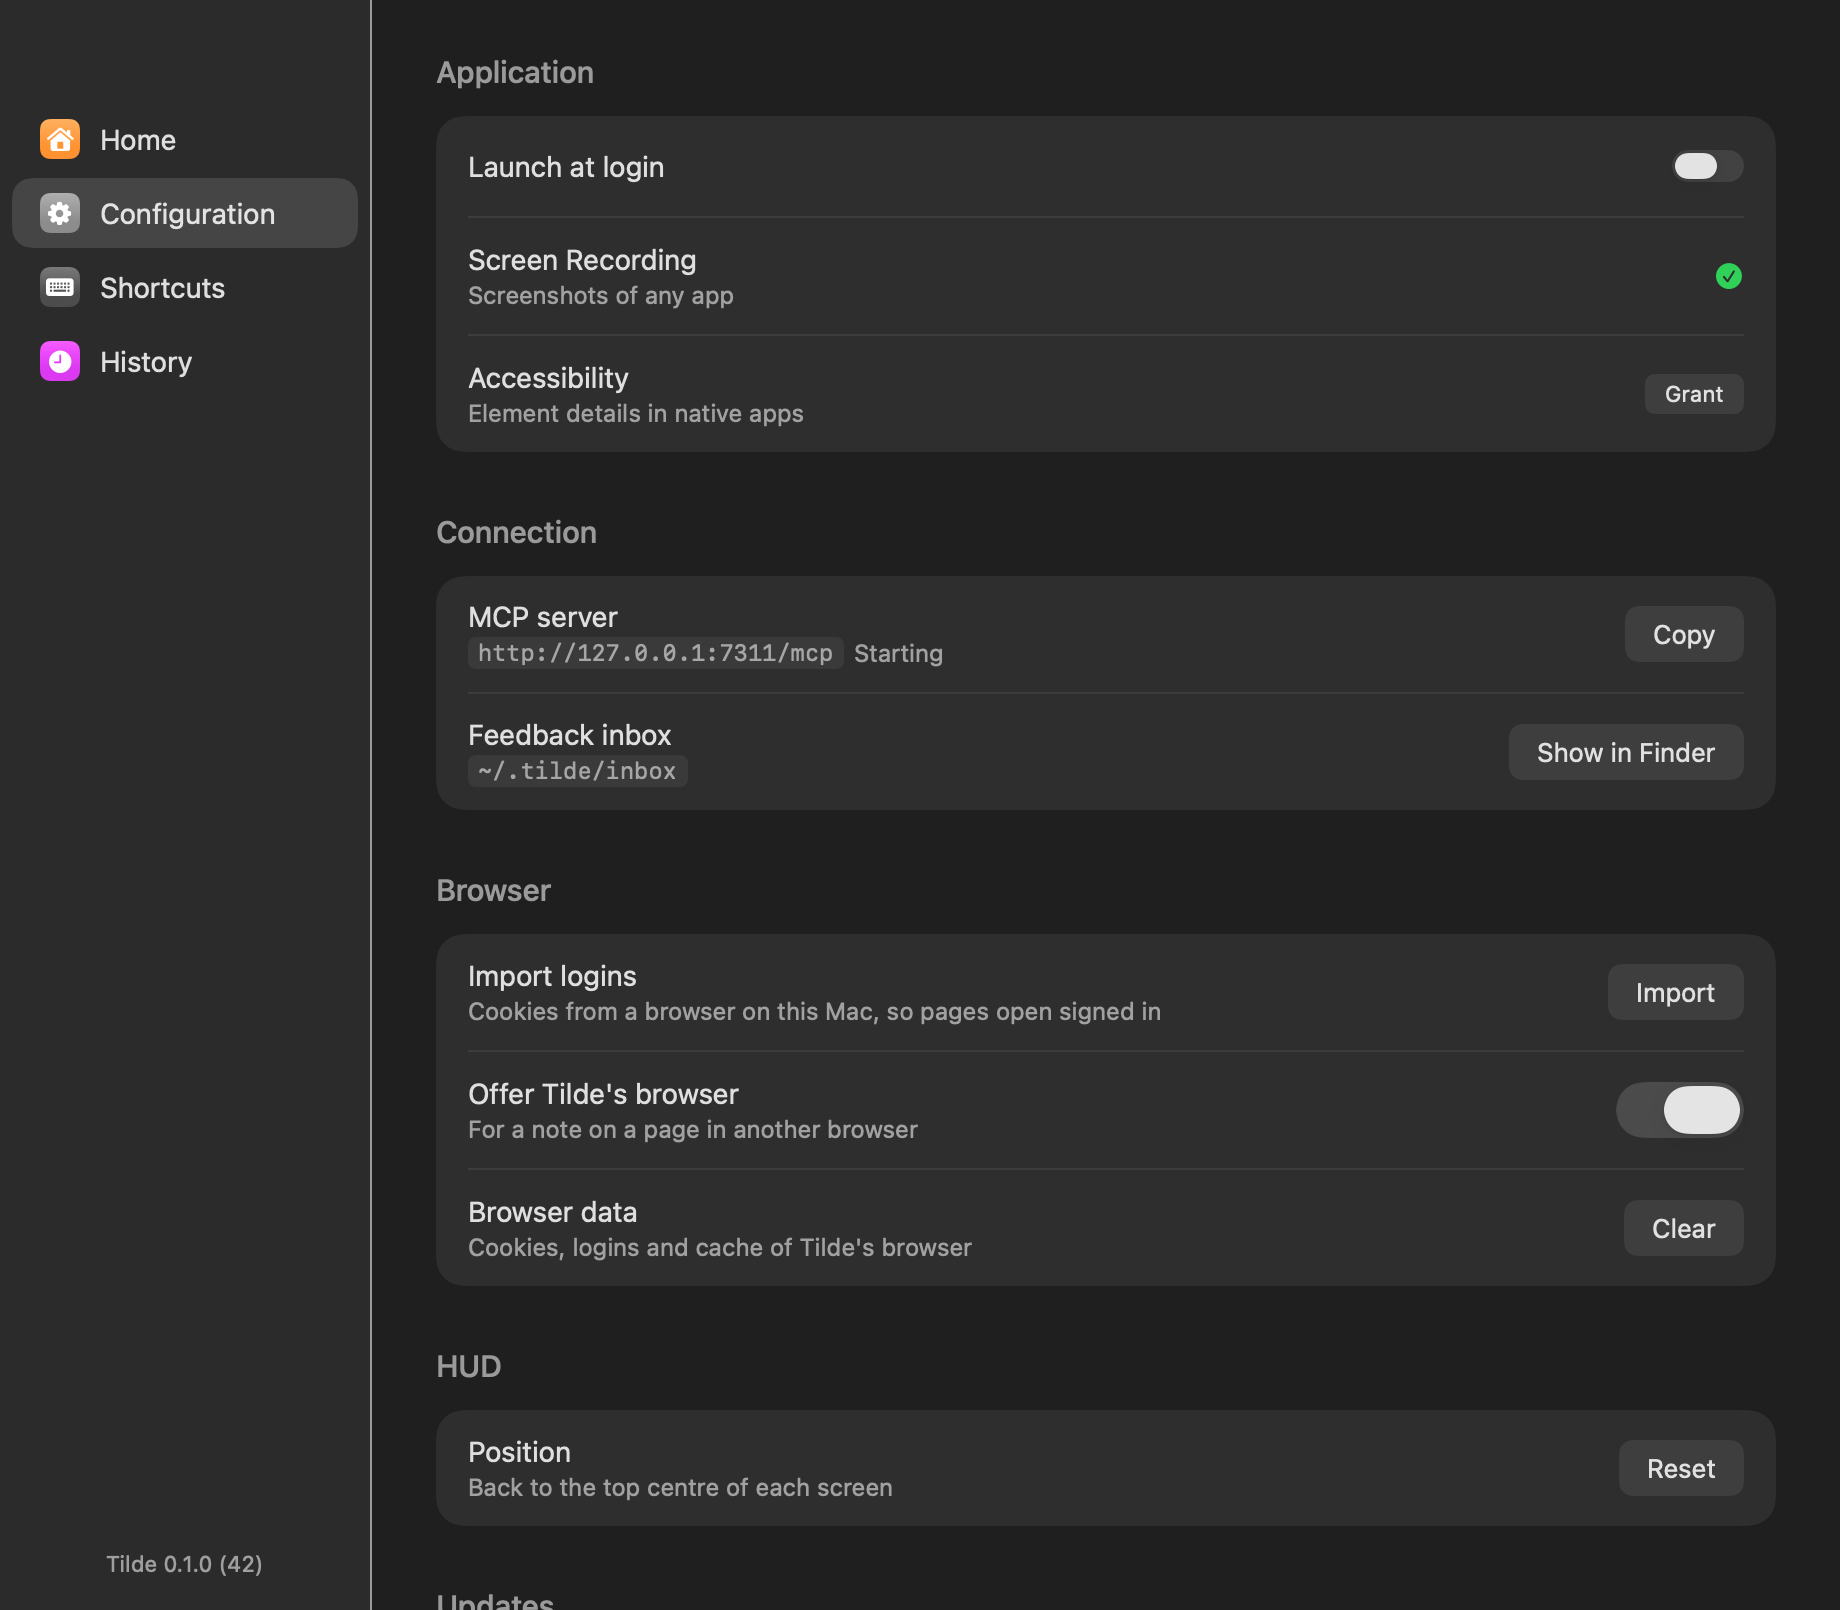 Home
Configuration
Shortcuts
History
Tilde 0.1.0 (42)
Application
Launch at login
Screen Recording
Screenshots of any app
Accessibility
Element details in native apps
Grant
Connection
MCP server
http://127.0.0.1:7311/mcp Starting
Copy
Feedback inbox
~/.tilde/inbox
Show in Finder
Browser
Import logins
Cookies from a browser on this Mac, so pages open signed in
Import
Offer Tilde's browser
For a note on a page in another browser
Browser data
Cookies, logins and cache of Tilde's browser
Clear
HUD
Position
Back to the top centre of each screen
Reset
Updates